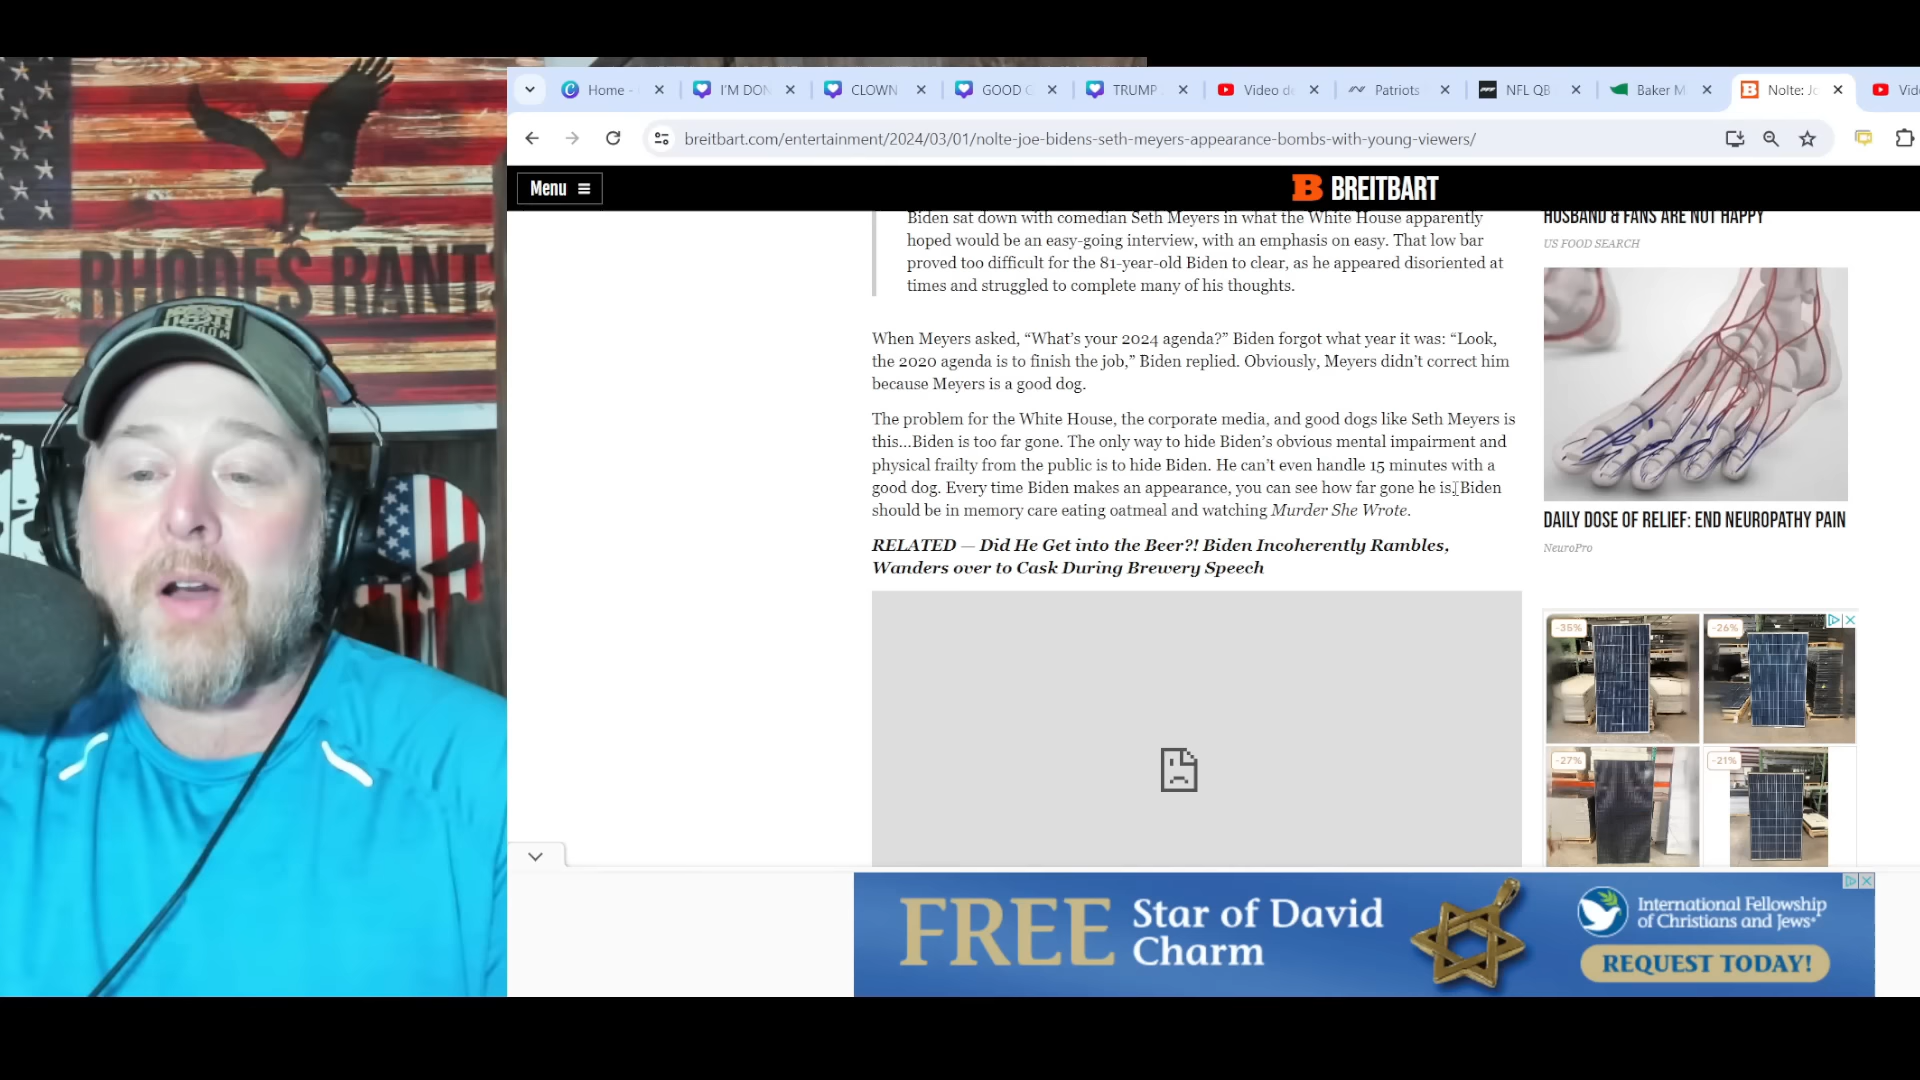 Home -
I'M DON
CLOWN
GOOD
TRUMP
Video de
Patriots
NFL QB
Baker M
Nolte: Jo
Vid
breitbart.com/entertainment/2024/03/01/nolte-joe-bidens-seth-meyers-appearance-bombs-with-young-viewers/
Menu
B BREITBART
RHODES RANT
Biden sat down with comedian Seth Meyers in what the White House apparently
hoped would be an easy-going interview, with an emphasis on easy. That low bar
proved too difficult for the 81-year-old Biden to clear, as he appeared disoriented at
times and struggled to complete many of his thoughts.
When Meyers asked, “What’s your 2024 agenda?” Biden forgot what year it was: “Look,
the 2020 agenda is to finish the job,” Biden replied. Obviously, Meyers didn’t correct him
because Meyers is a good dog.
The problem for the White House, the corporate media, and good dogs like Seth Meyers is
this…Biden is too far gone. The only way to hide Biden’s obvious mental impairment and
physical frailty from the public is to hide Biden. He can’t even handle 15 minutes with a
good dog. Every time Biden makes an appearance, you can see how far gone he is. Biden
should be in memory care eating oatmeal and watching Murder She Wrote.
RELATED — Did He Get into the Beer?! Biden Incoherently Rambles,
Wanders over to Cask During Brewery Speech
HUSBAND & FANS ARE NOT HAPPY
US FOOD SEARCH
DAILY DOSE OF RELIEF: END NEUROPATHY PAIN
NeuroPro
-35%
-26%
-27%
-21%
FREE Star of David
Charm
International Fellowship
of Christians and Jews
REQUEST TODAY!